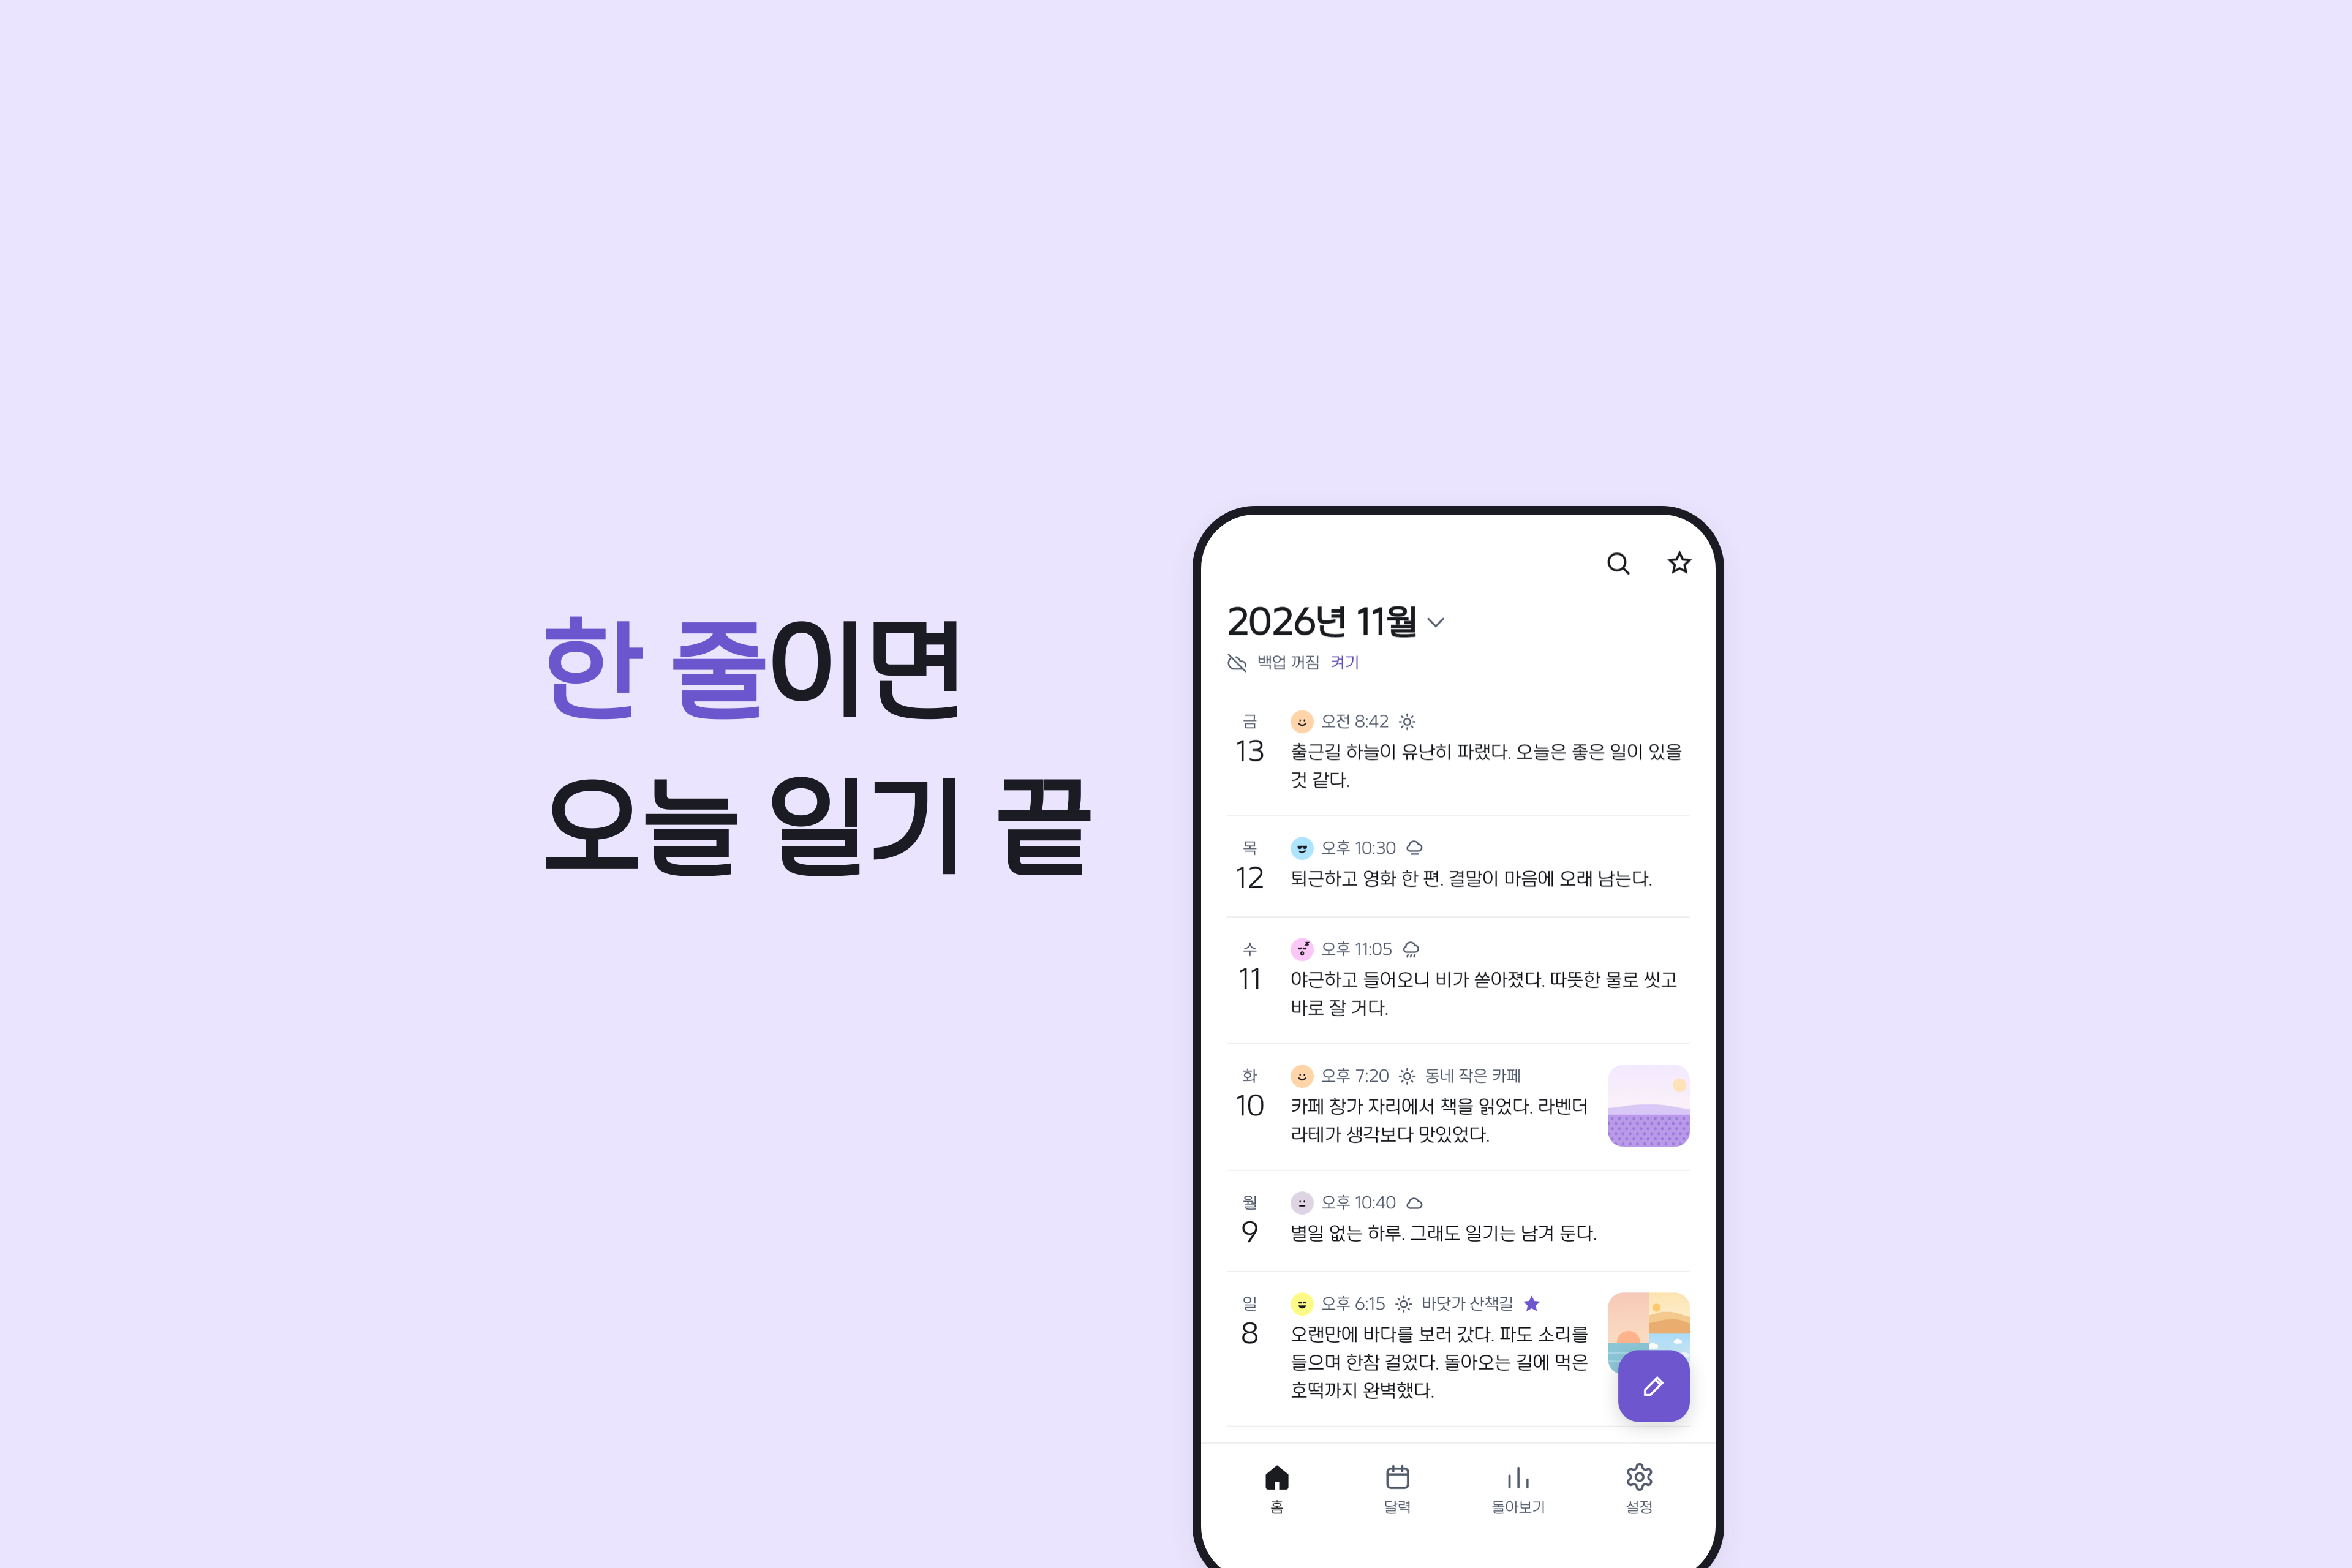 한 줄이면
오늘 일기 끝
2026년 11월
백업 꺼짐 켜기
금
13
오전 8:42
출근길 하늘이 유난히 파랬다. 오늘은 좋은 일이 있을
것 같다.
목
12
오후 10:30
퇴근하고 영화 한 편. 결말이 마음에 오래 남는다.
수
11
오후 11:05
야근하고 들어오니 비가 쏟아졌다. 따뜻한 물로 씻고
바로 잘 거다.
화
10
오후 7:20 동네 작은 카페
카페 창가 자리에서 책을 읽었다. 라벤더
라테가 생각보다 맛있었다.
월
9
오후 10:40
별일 없는 하루. 그래도 일기는 남겨 둔다.
일
8
오후 6:15 바닷가 산책길
오랜만에 바다를 보러 갔다. 파도 소리를
들으며 한참 걸었다. 돌아오는 길에 먹은
호떡까지 완벽했다.
홈 달력 돌아보기 설정